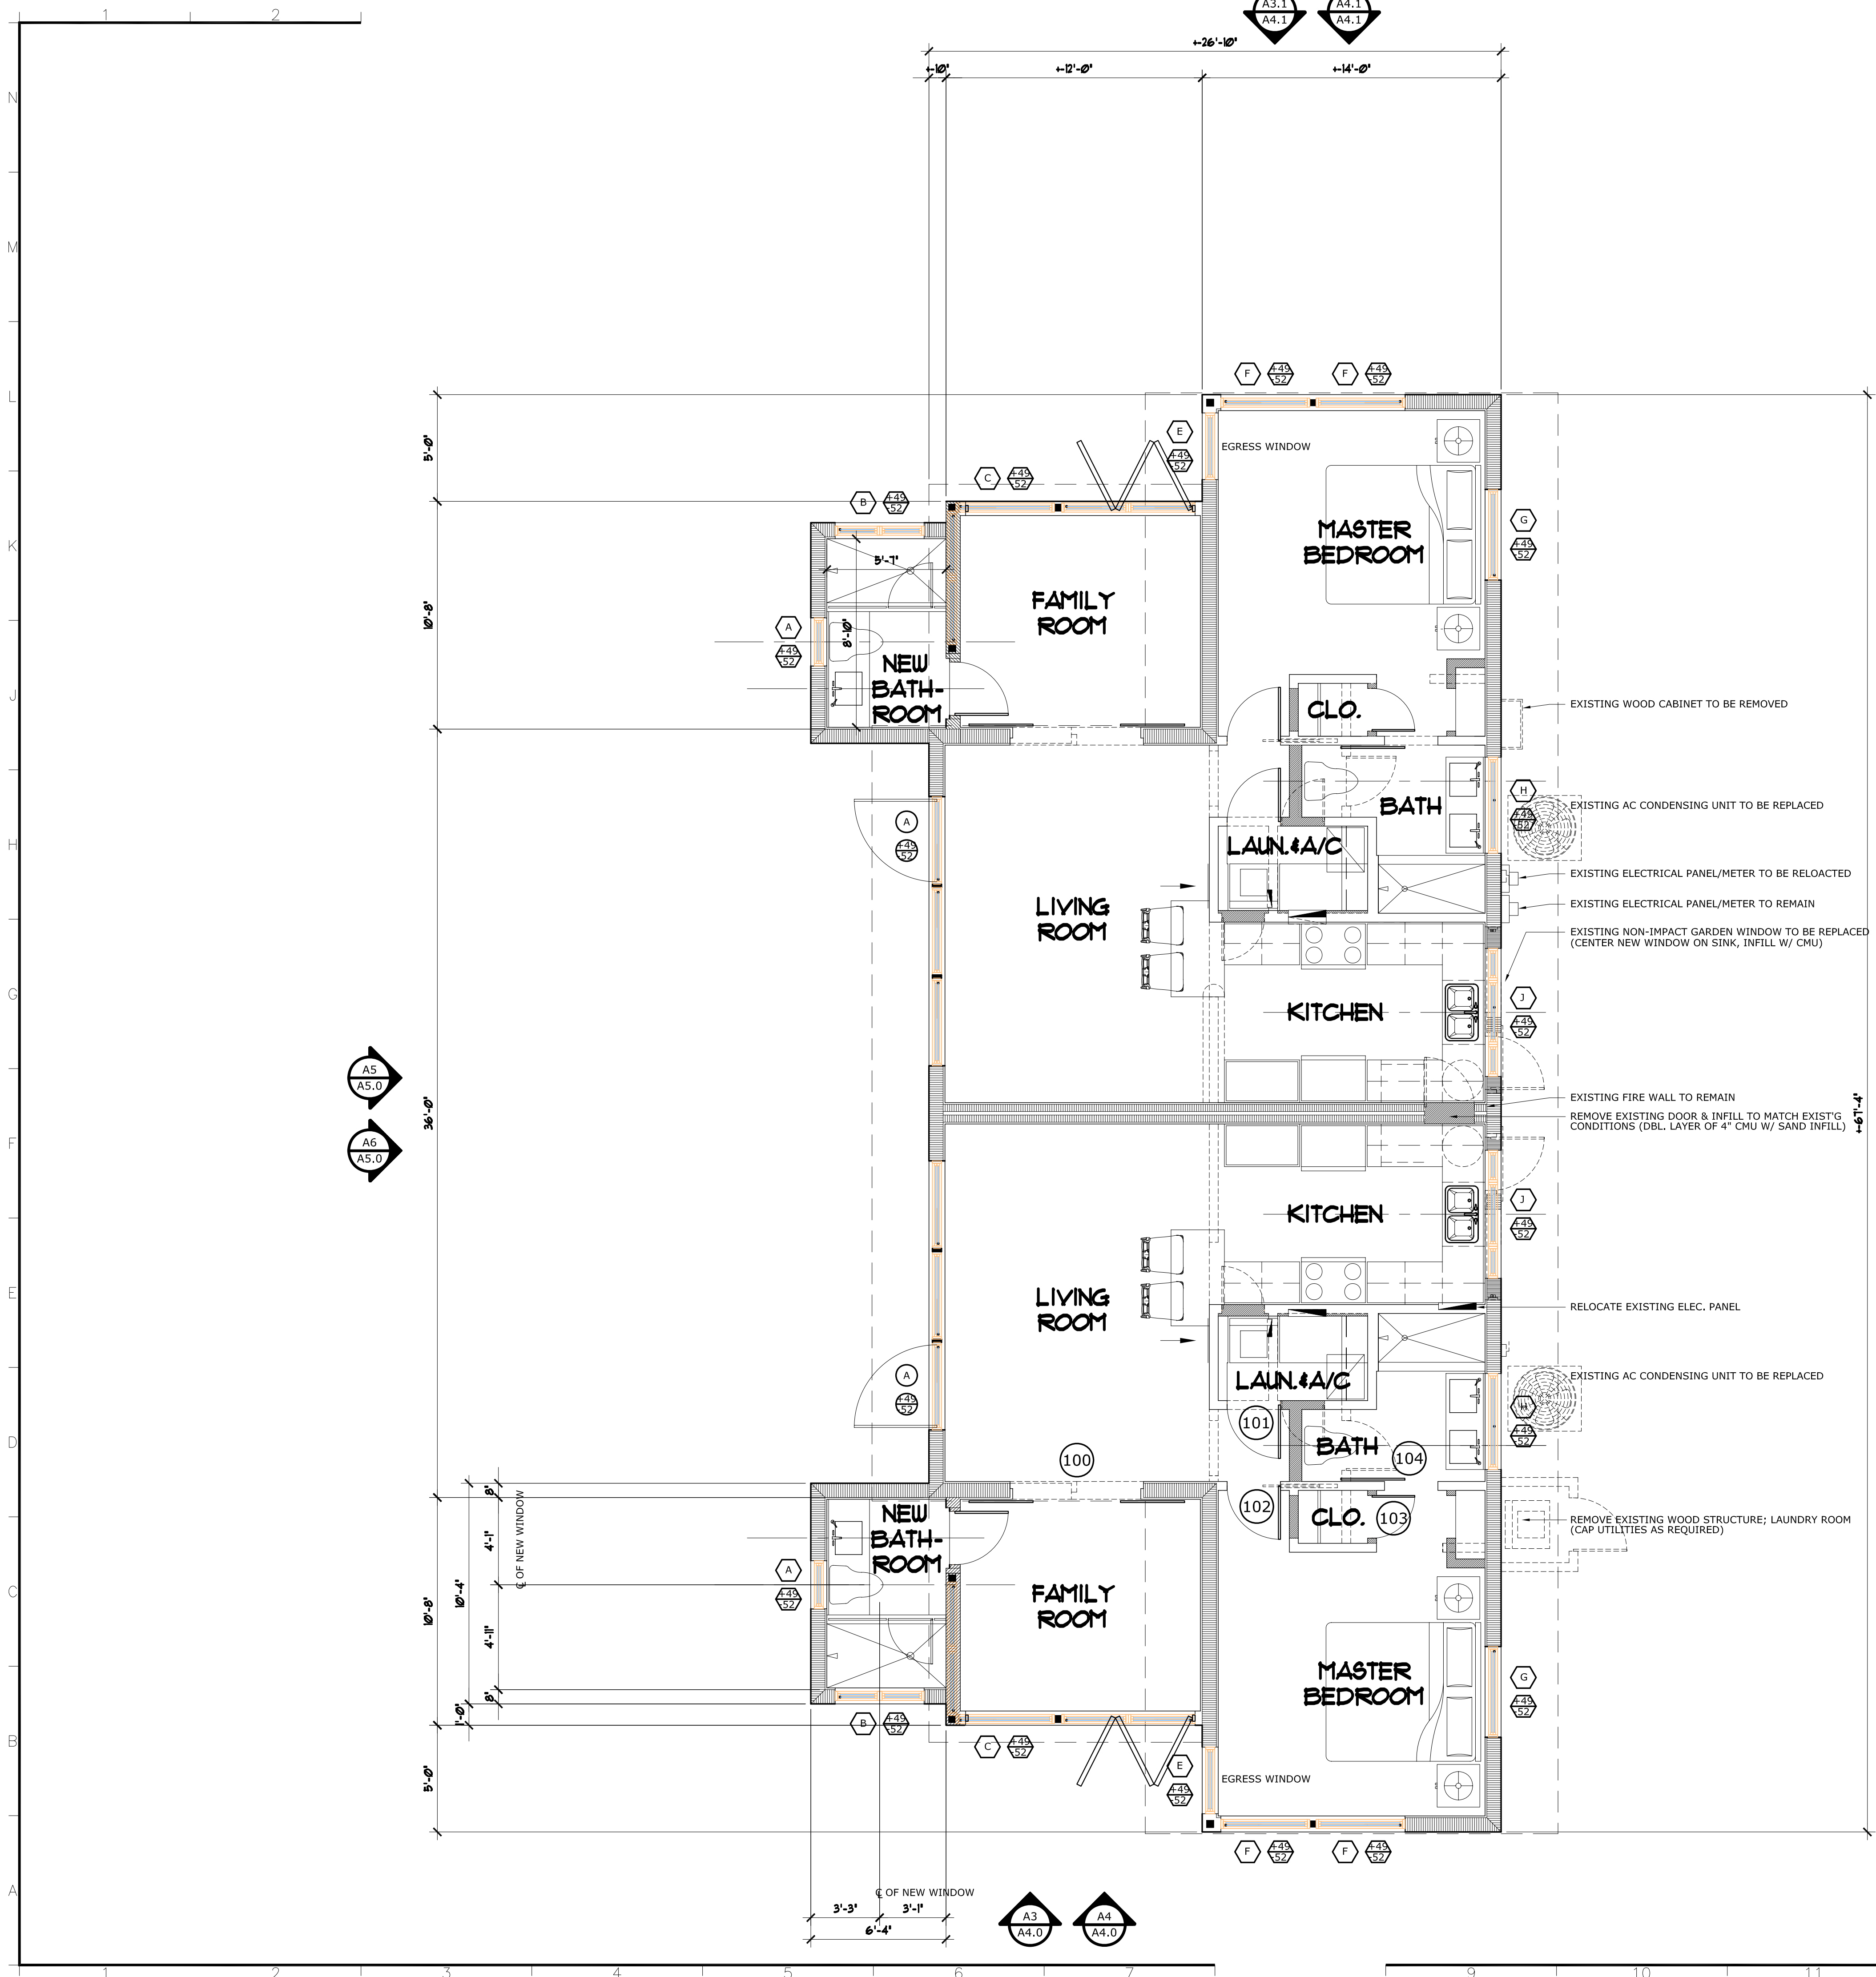 1
2
A3.1
A4.1
A4.1
A4.1
+-26'-10"
+-10"
+-12'-0"
+-14'-0"
N
M
L
K
J
H
G
F
E
D
C
B
A
F
+49
-52
F
+49
-52
5'-0"
E
+49
-52
EGRESS WINDOW
C
+49
-52
B
+49
-52
MASTER
BEDROOM
G
+49
-52
5'-7"
FAMILY
ROOM
10'-8"
A
+49
-52
8'-10"
NEW
BATH-
ROOM
CLO.
EXISTING WOOD CABINET TO BE REMOVED
H
+49
-52
EXISTING AC CONDENSING UNIT TO BE REPLACED
BATH
A
+49
-52
LAUN.&A/C
EXISTING ELECTRICAL PANEL/METER TO BE RELOACTED
EXISTING ELECTRICAL PANEL/METER TO REMAIN
LIVING
ROOM
EXISTING NON-IMPACT GARDEN WINDOW TO BE REPLACED
(CENTER NEW WINDOW ON SINK, INFILL W/ CMU)
KITCHEN
J
+49
-52
A5
A5.0
36'-0"
EXISTING FIRE WALL TO REMAIN
REMOVE EXISTING DOOR & INFILL TO MATCH EXIST'G
CONDITIONS (DBL. LAYER OF 4" CMU W/ SAND INFILL)
+-67'-4"
A6
A5.0
KITCHEN
J
+49
-52
LIVING
ROOM
RELOCATE EXISTING ELEC. PANEL
LAUN.&A/C
EXISTING AC CONDENSING UNIT TO BE REPLACED
A
+49
-52
H
+49
-52
101
BATH
104
100
8"
℄ OF NEW WINDOW
102
CLO.
103
NEW
BATH-
ROOM
REMOVE EXISTING WOOD STRUCTURE; LAUNDRY ROOM
(CAP UTILITIES AS REQUIRED)
4'-1"
A
+49
-52
10'-8"
10'-4"
4'-11"
FAMILY
ROOM
MASTER
BEDROOM
G
+49
-52
8"
1'-0"
B
+49
-52
C
+49
-52
E
+49
-52
EGRESS WINDOW
5'-0"
F
+49
-52
F
+49
-52
℄ OF NEW WINDOW
3'-3"
3'-1"
6'-4"
A3
A4.0
A4
A4.0
1
2
3
4
5
6
7
9
10
11